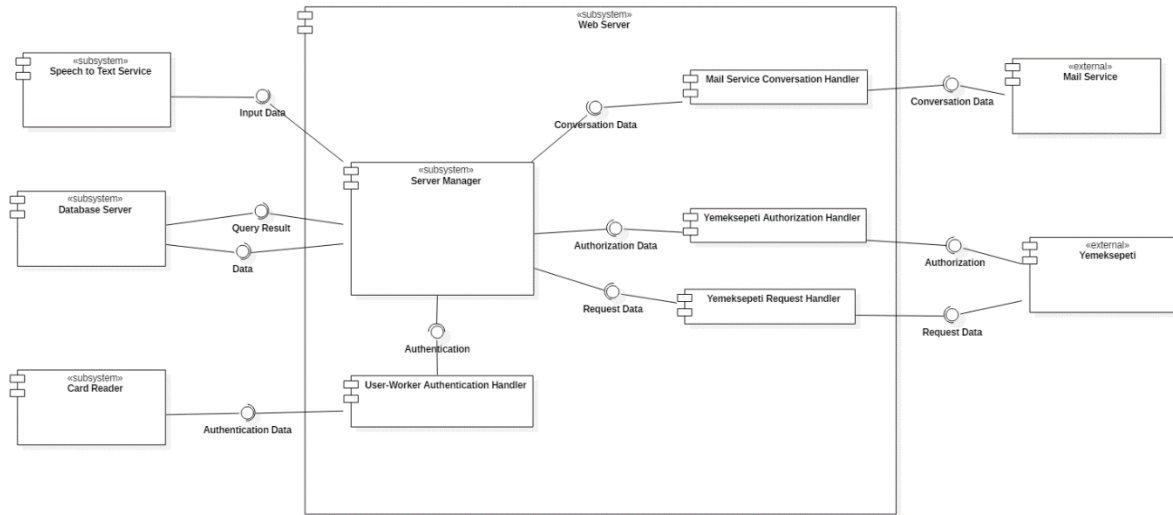 «subsystem»
Web Server
«subsystem»
Speech to Text Service
Input Data
Mail Service Conversation Handler
Conversation Data
Conversation Data
«external»
Mail Service
«subsystem»
Server Manager
«subsystem»
Database Server
Query Result
Data
Yemeksepeti Authorization Handler
Authorization Data
Authorization
«external»
Yemeksepeti
Yemeksepeti Request Handler
Request Data
Request Data
Authentication
«subsystem»
Card Reader
User-Worker Authentication Handler
Authentication Data